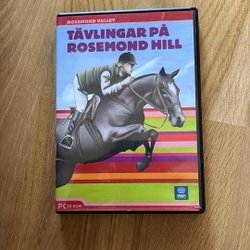 ROSEMOND VALLEY
TÄVLINGAR PÅ
ROSEMOND HILL
PC CD-ROM